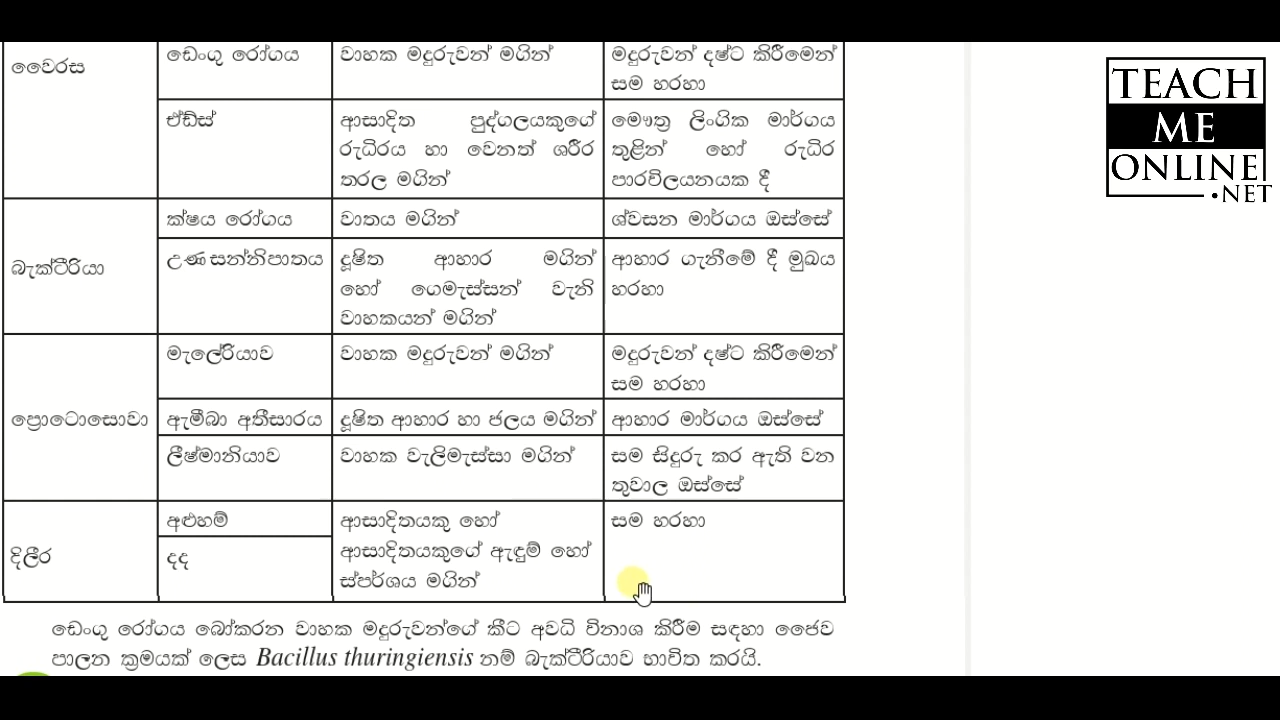 වෛරස
ඩෙංගු රෝගය
වාහක මදුරුවන් මගින්
මදුරුවන් දෂ්ට කිරීමෙන්
සම හරහා
ඒඩ්ස්
ආසාදිත පුද්ගලයකුගේ
රුධිරය හා වෙනත් ශරීර
තරල මගින්
මෞත්‍ර ලිංගික මාර්ගය
තුළින් හෝ රුධිර
පාරවිලයනයක දී
බැක්ටීරියා
ක්ෂය රෝගය
වාතය මගින්
ශ්වසන මාර්ගය ඔස්සේ
උණසන්නිපාතය
දූෂිත ආහාර මගින්
හෝ ගෙමැස්සන් වැනි
වාහකයන් මගින්
ආහාර ගැනීමේ දී මුඛය
හරහා
ප්‍රොටොසොවා
මැලේරියාව
වාහක මදුරුවන් මගින්
මදුරුවන් දෂ්ට කිරීමෙන්
සම හරහා
ඇමීබා අතීසාරය
දූෂිත ආහාර හා ජලය මගින්
ආහාර මාර්ගය ඔස්සේ
ලීෂ්මානියාව
වාහක වැලිමැස්සා මගින්
සම සිදුරු කර ඇති වන
තුවාල ඔස්සේ
දිලීර
අළුහම්
දද
ආසාදිතයකු හෝ
ආසාදිතයකුගේ ඇඳුම් හෝ
ස්පර්ශය මගින්
සම හරහා
ඩෙංගු රෝගය බෝකරන වාහක මදුරුවන්ගේ කීට අවධි විනාශ කිරීම සඳහා ජෛව
පාලන ක්‍රමයක් ලෙස Bacillus thuringiensis නම් බැක්ටීරියාව භාවිත කරයි.
TEACH
ME
ONLINE
.NET